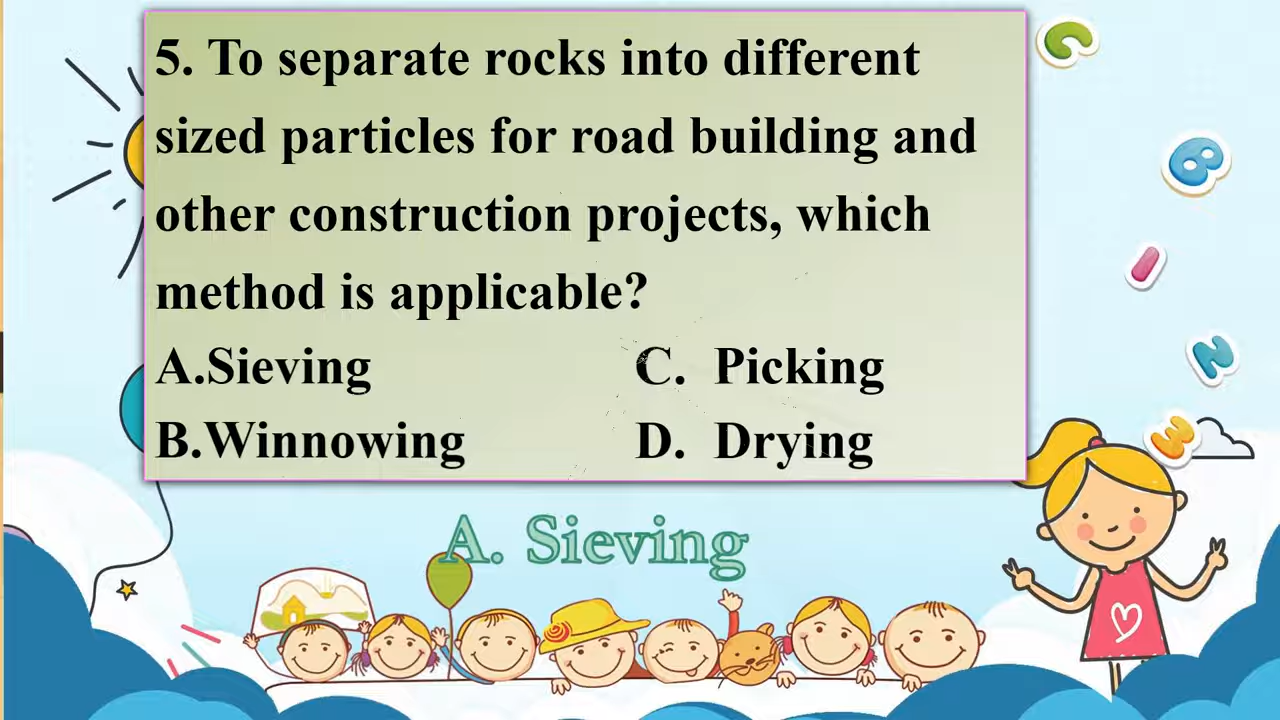 5. To separate rocks into different
sized particles for road building and
other construction projects, which
method is applicable?
A.Sieving C. Picking
B.Winnowing D. Drying
A. Sieving